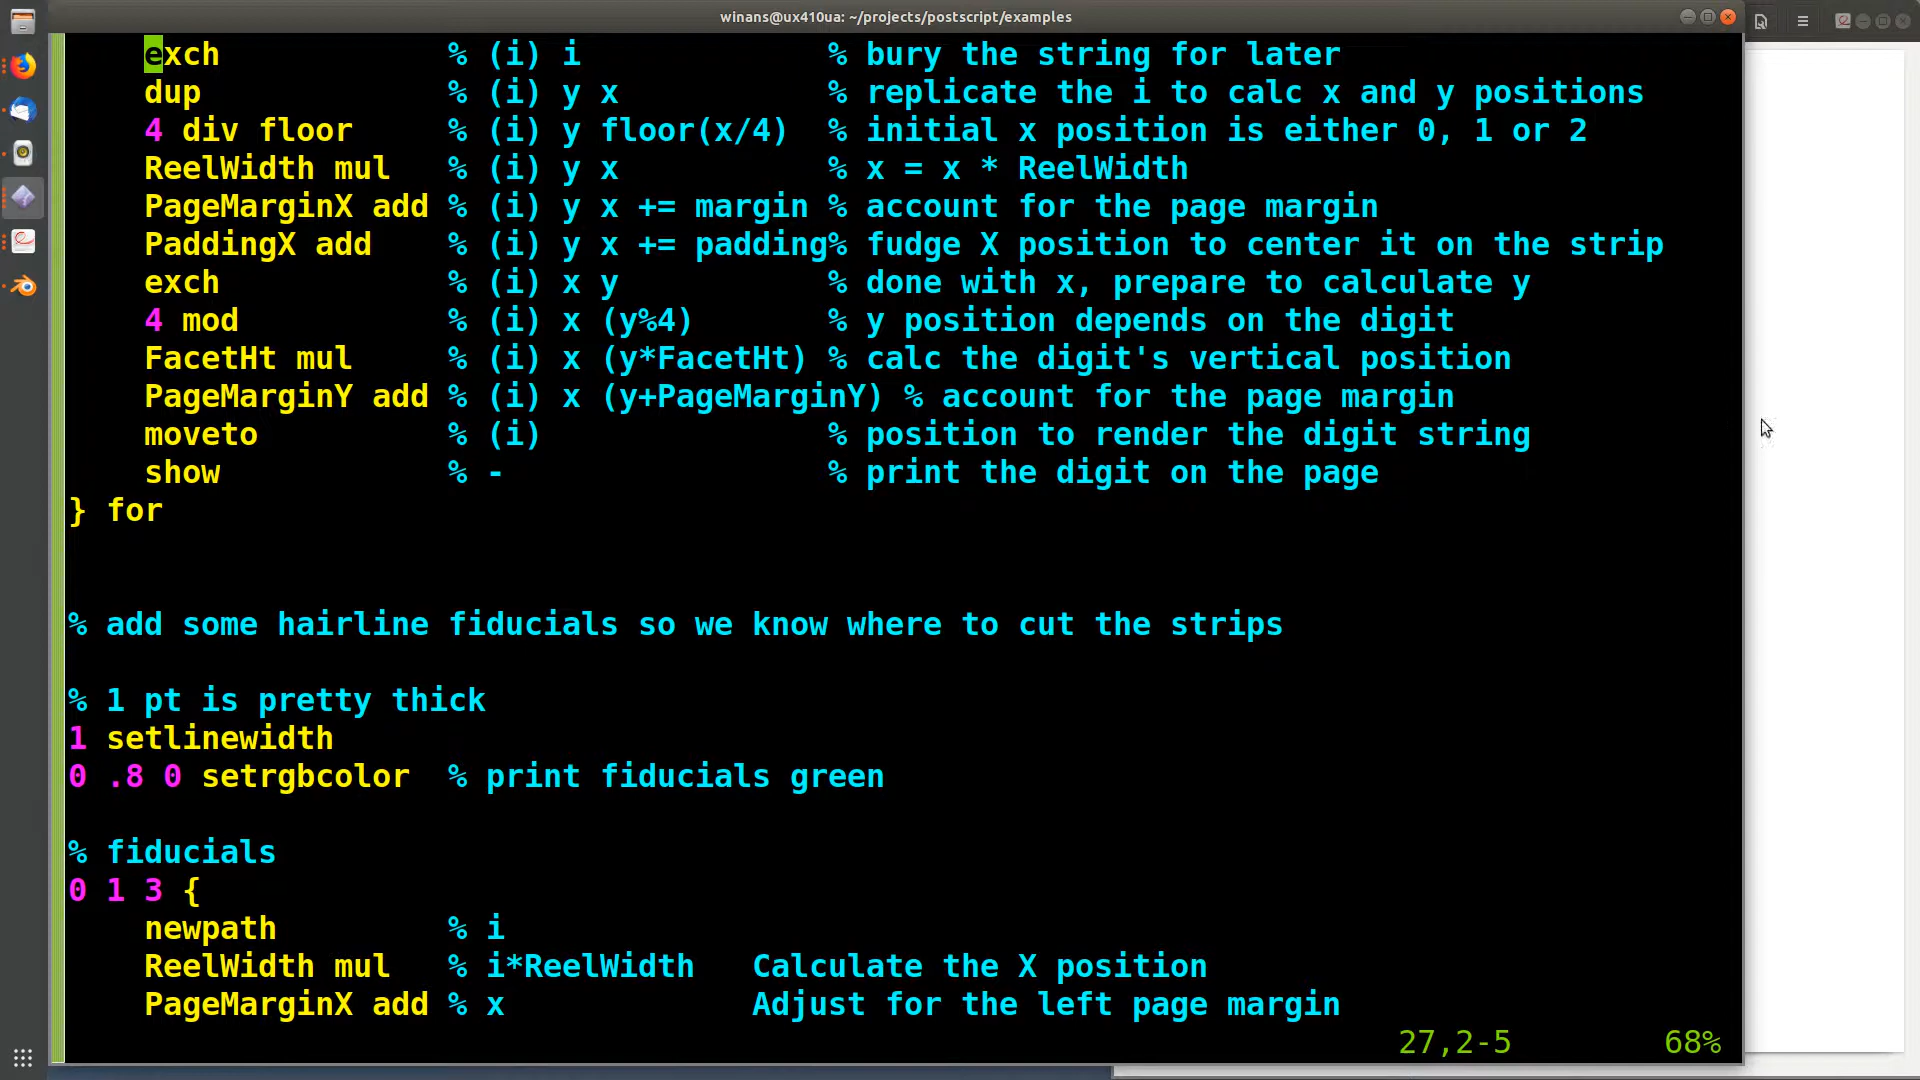 winans@ux410ua: ~/projects/postscript/examples
exch % (i) i % bury the string for later
dup % (i) y x % replicate the i to calc x and y positions
4 div floor % (i) y floor(x/4) % initial x position is either 0, 1 or 2
ReelWidth mul % (i) y x % x = x * ReelWidth
PageMarginX add % (i) y x += margin % account for the page margin
PaddingX add % (i) y x += padding% fudge X position to center it on the strip
exch % (i) x y % done with x, prepare to calculate y
4 mod % (i) x (y%4) % y position depends on the digit
FacetHt mul % (i) x (y*FacetHt) % calc the digit's vertical position
PageMarginY add % (i) x (y+PageMarginY) % account for the page margin
moveto % (i) % position to render the digit string
show % - % print the digit on the page
} for
% add some hairline fiducials so we know where to cut the strips
% 1 pt is pretty thick
1 setlinewidth
0 .8 0 setrgbcolor % print fiducials green
% fiducials
0 1 3 {
newpath % i
ReelWidth mul % i*ReelWidth Calculate the X position
PageMarginX add % x Adjust for the left page margin
27,2-5 68%